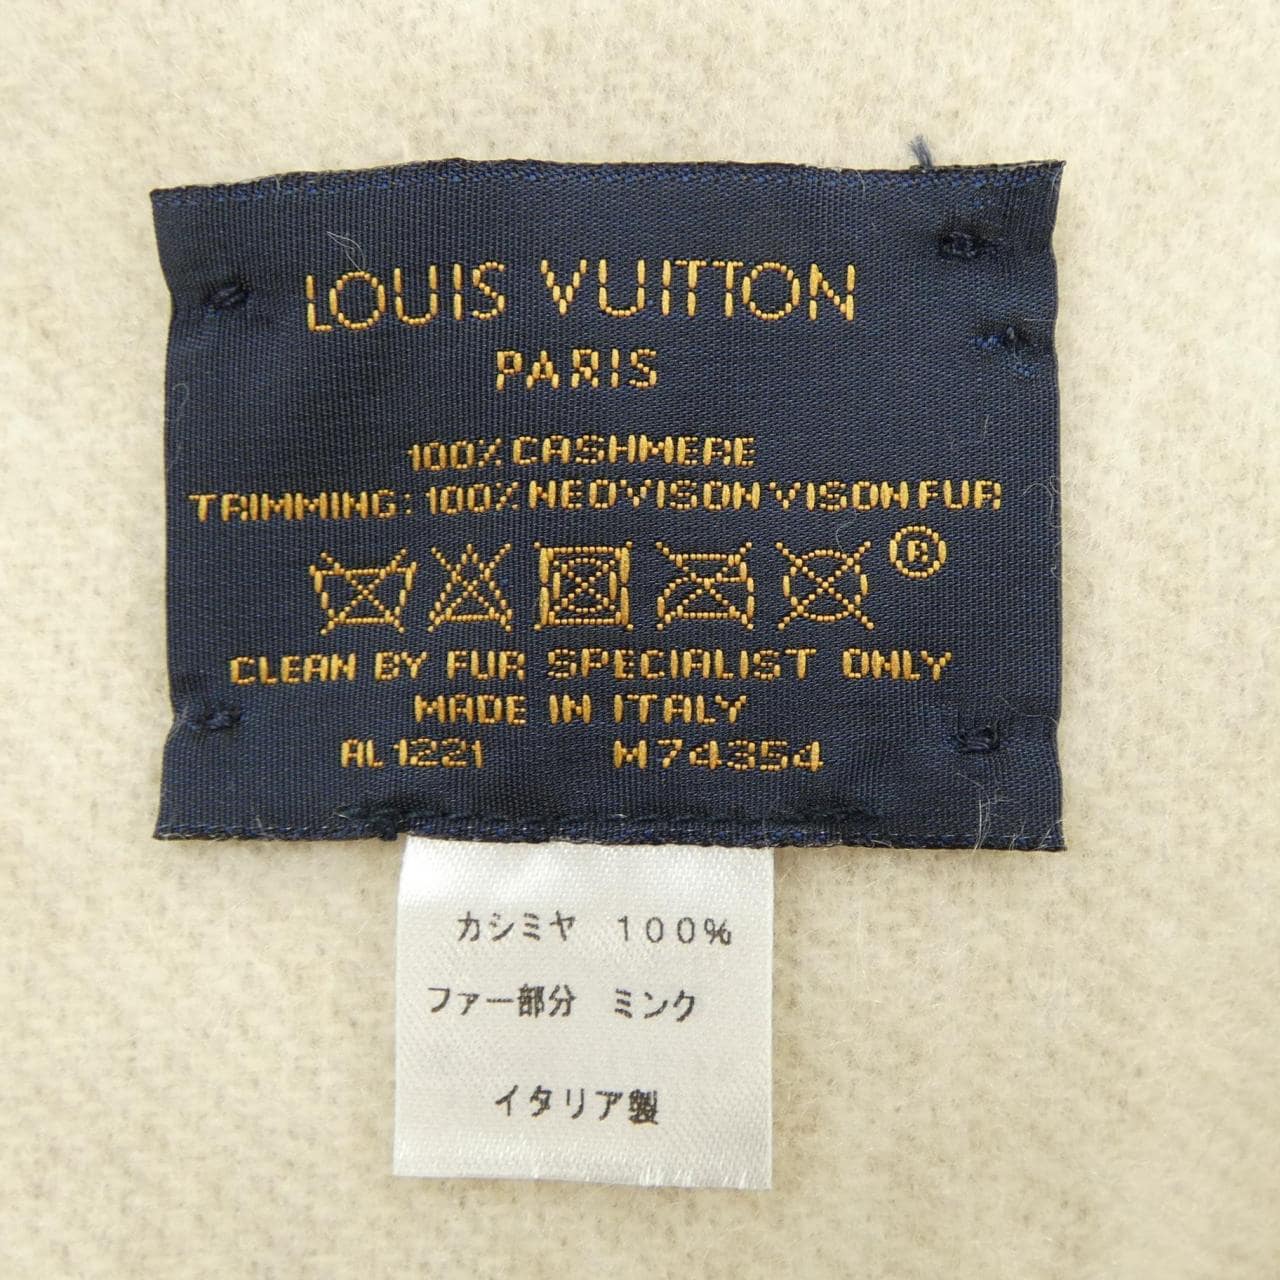 LOUIS VUITTON
PARIS
100% CASHMERE
TRIMMING: 100% NEOVISON VISON FUR
®
CLEAN BY FUR SPECIALIST ONLY
MADE IN ITALY
AL1221 M74354
カシミヤ 100%
ファー部分 ミンク
イタリア製